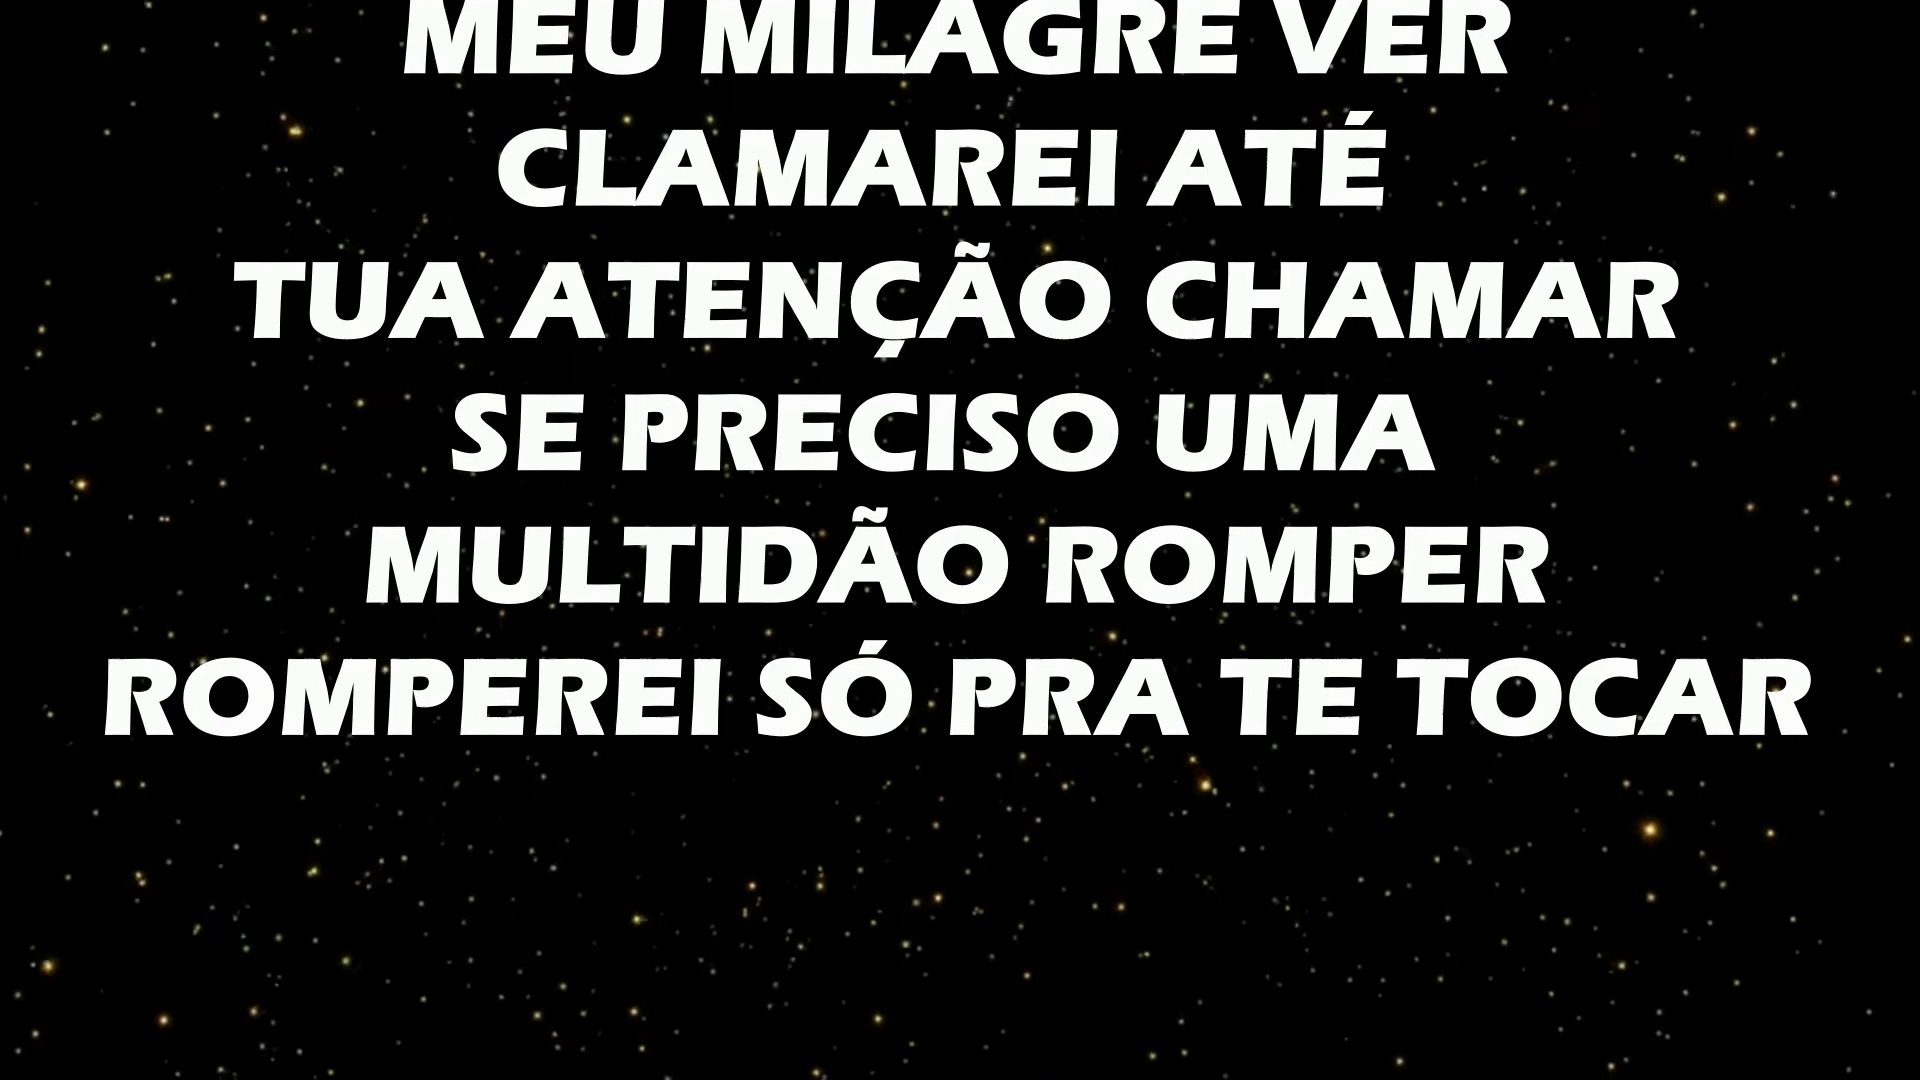 MEU MILAGRE VER
CLAMAREI ATÉ
TUA ATENÇÃO CHAMAR
SE PRECISO UMA
MULTIDÃO ROMPER
ROMPEREI SÓ PRA TE TOCAR